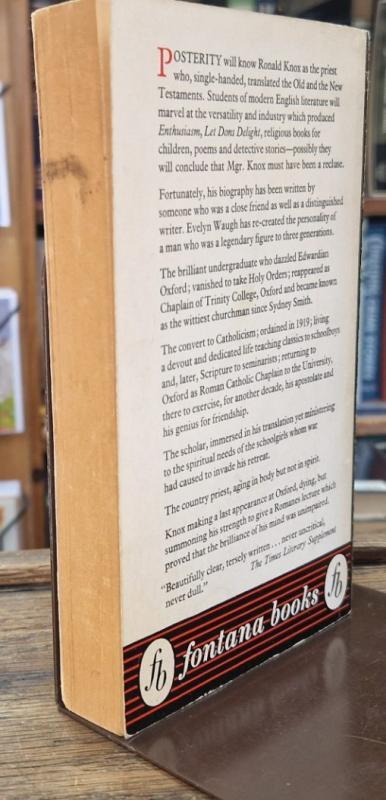 POSTERITY will know Ronald Knox as the priest
who, single-handed, translated the Old and the New
Testaments. Students of modern English literature will
marvel at the versatility and industry which produced
Enthusiasm, Let Dons Delight, religious books for
children, poems and detective stories—possibly they
will conclude that Mgr. Knox must have been a recluse.
Fortunately, his biography has been written by
someone who was a close friend as well as a distinguished
writer. Evelyn Waugh has re-created the personality of
a man who was a legendary figure to three generations.
The brilliant undergraduate who dazzled Edwardian
Oxford; vanished to take Holy Orders; reappeared as
Chaplain of Trinity College, Oxford and became known
as the wittiest churchman since Sydney Smith.
The convert to Catholicism; ordained in 1919; living
a devout and dedicated life teaching classics to schoolboys
and, later, Scripture to seminarists; returning to
Oxford as Roman Catholic Chaplain to the University,
there to exercise, for another decade, his apostolate and
his genius for friendship.
The scholar, immersed in his translation yet ministering
to the spiritual needs of the schoolgirls whom war
had caused to invade his retreat.
The country priest, aging in body but not in spirit.
Knox making a last appearance at Oxford, dying, but
summoning his strength to give a Romanes lecture which
proved that the brilliance of his mind was unimpaired.
"Beautifully clear, tersely written . . . never uncritical,
never dull." The Times Literary Supplement
fb fontana books fb